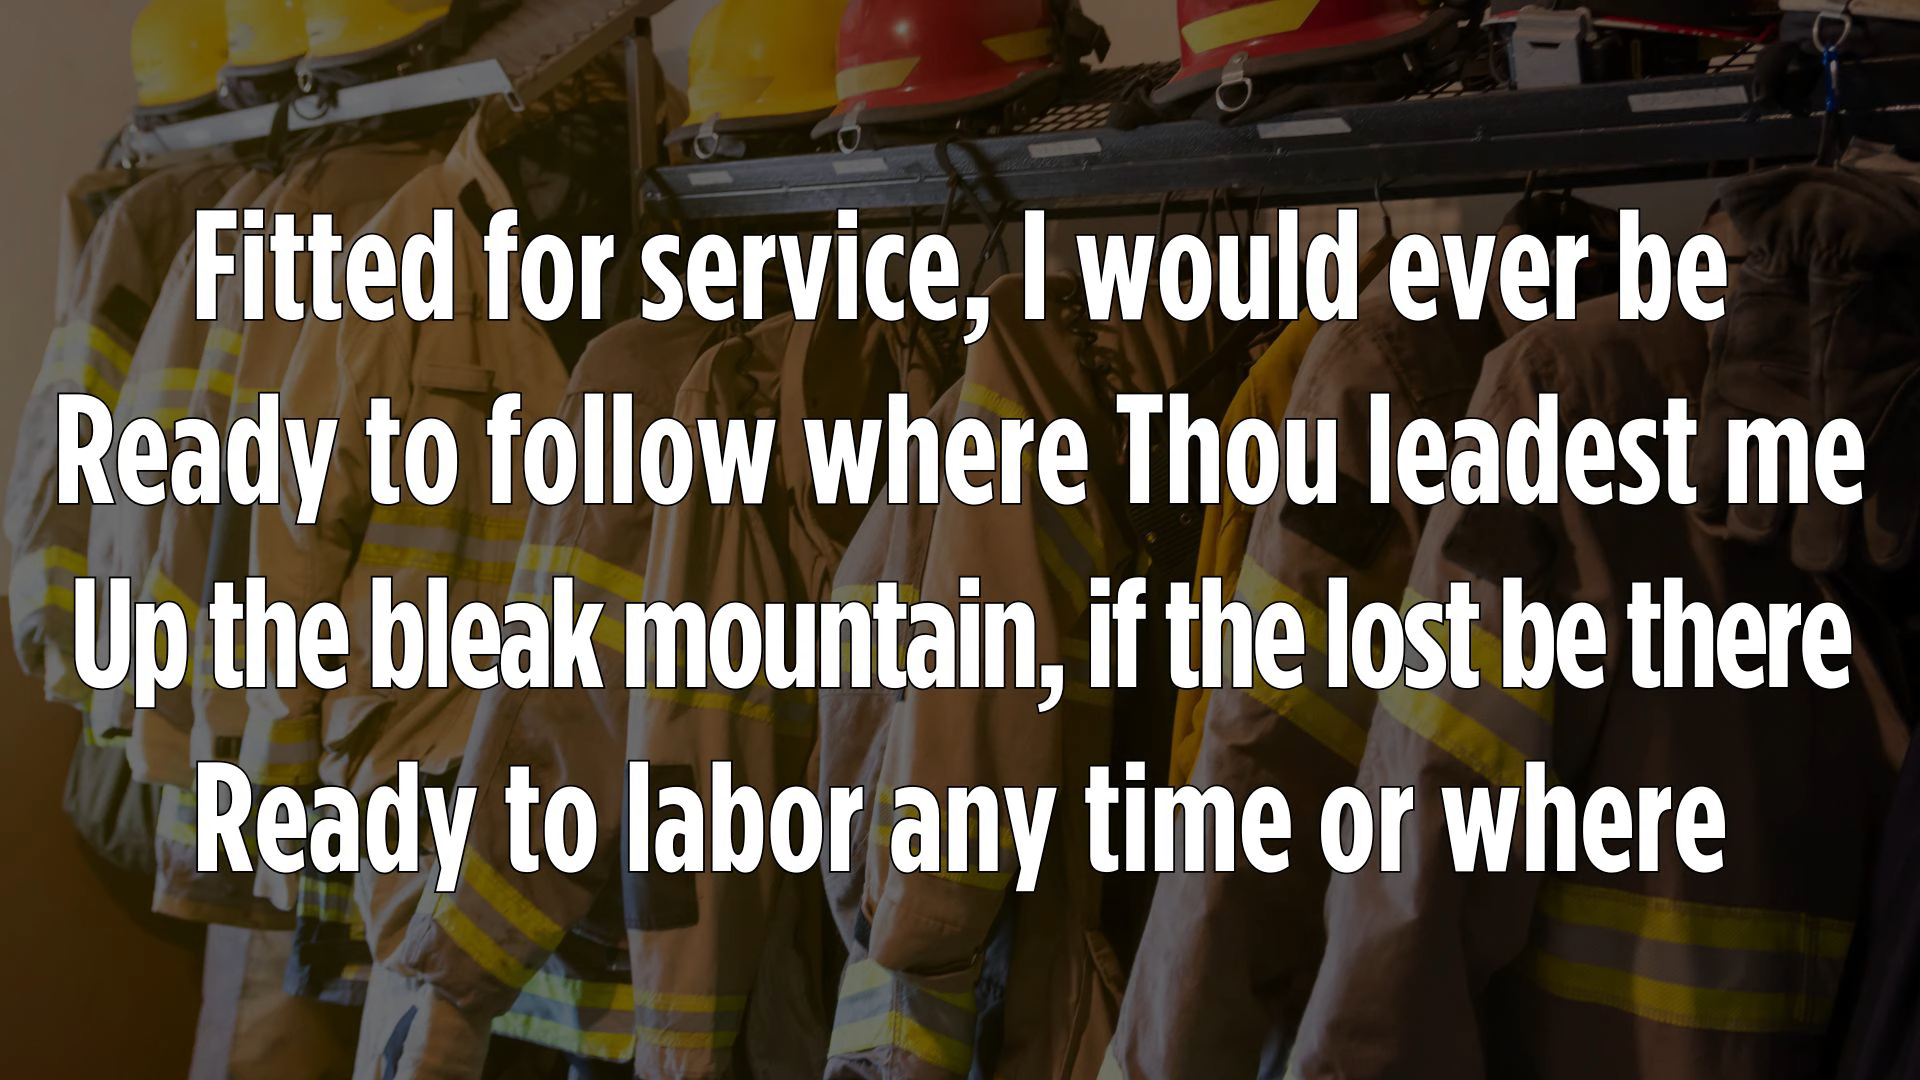 Fitted for service, I would ever be
Ready to follow where Thou leadest me
Up the bleak mountain, if the lost be there
Ready to labor any time or where